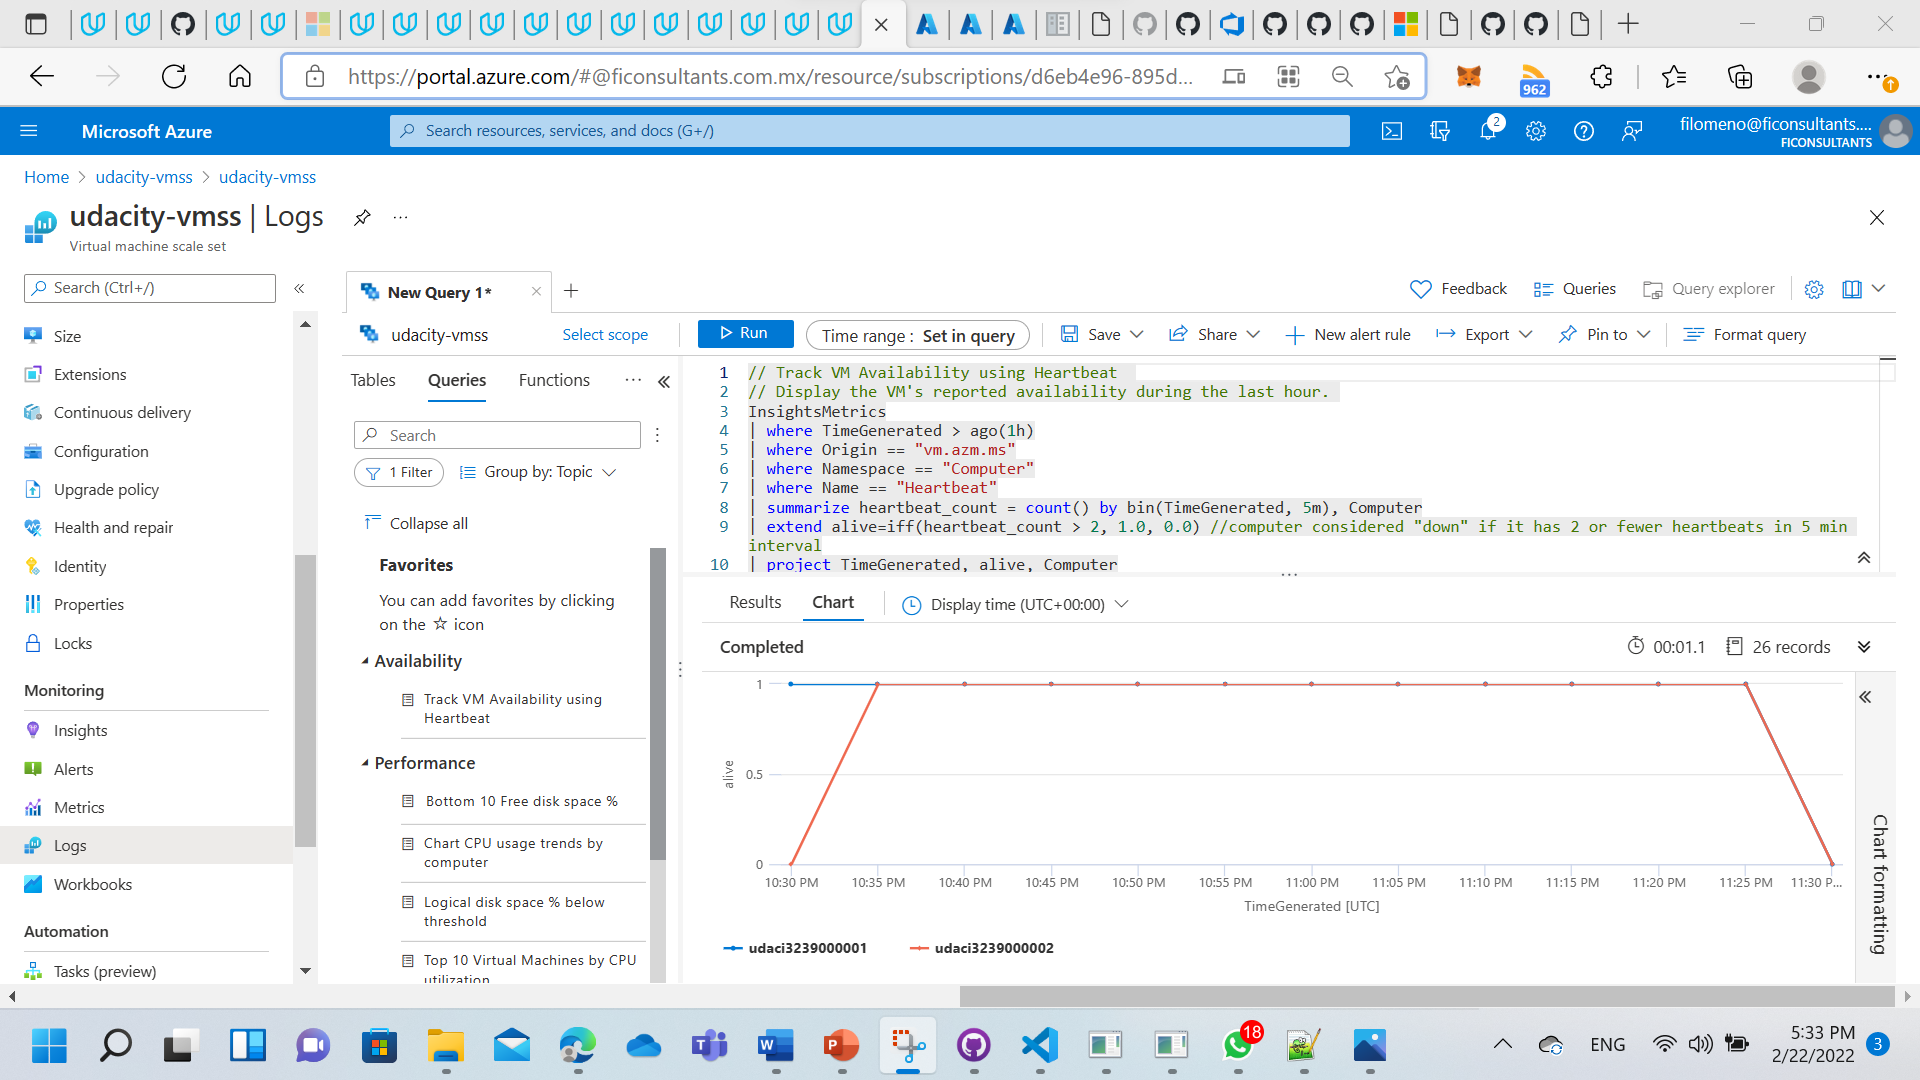 https://portal.azure.com/#@ficonsultants.com.mx/resource/subscriptions/d6eb4e96-895d...
962
Microsoft Azure
Search resources, services, and docs (G+/)
2
filomeno@ficonsultants....
FICONSULTANTS
Home > udacity-vmss > udacity-vmss
udacity-vmss | Logs
Virtual machine scale set
Search (Ctrl+/)
Size
Extensions
Continuous delivery
Configuration
Upgrade policy
Health and repair
Identity
Properties
Locks
Monitoring
Insights
Alerts
Metrics
Logs
Workbooks
Automation
Tasks (preview)
New Query 1*
Feedback
Queries
Query explorer
udacity-vmss
Select scope
Run
Time range : Set in query
Save
Share
New alert rule
Export
Pin to
Format query
Tables
Queries
Functions
Search
1 Filter
Group by: Topic
Collapse all
Favorites
You can add favorites by clicking
on the ☆ icon
Availability
Track VM Availability using
Heartbeat
Performance
Bottom 10 Free disk space %
Chart CPU usage trends by
computer
Logical disk space % below
threshold
Top 10 Virtual Machines by CPU
utilization
1 // Track VM Availability using Heartbeat
2 // Display the VM's reported availability during the last hour.
3 InsightsMetrics
4 | where TimeGenerated > ago(1h)
5 | where Origin == "vm.azm.ms"
6 | where Namespace == "Computer"
7 | where Name == "Heartbeat"
8 | summarize heartbeat_count = count() by bin(TimeGenerated, 5m), Computer
9 | extend alive=iff(heartbeat_count > 2, 1.0, 0.0) //computer considered "down" if it has 2 or fewer heartbeats in 5 min
interval
10 | project TimeGenerated, alive, Computer
Results
Chart
Display time (UTC+00:00)
Completed
00:01.1
26 records
1
0.5
0
alive
10:30 PM 10:35 PM 10:40 PM 10:45 PM 10:50 PM 10:55 PM 11:00 PM 11:05 PM 11:10 PM 11:15 PM 11:20 PM 11:25 PM 11:30 P...
TimeGenerated [UTC]
udaci3239000001
udaci3239000002
Chart formatting
18
ENG
5:33 PM
2/22/2022
3